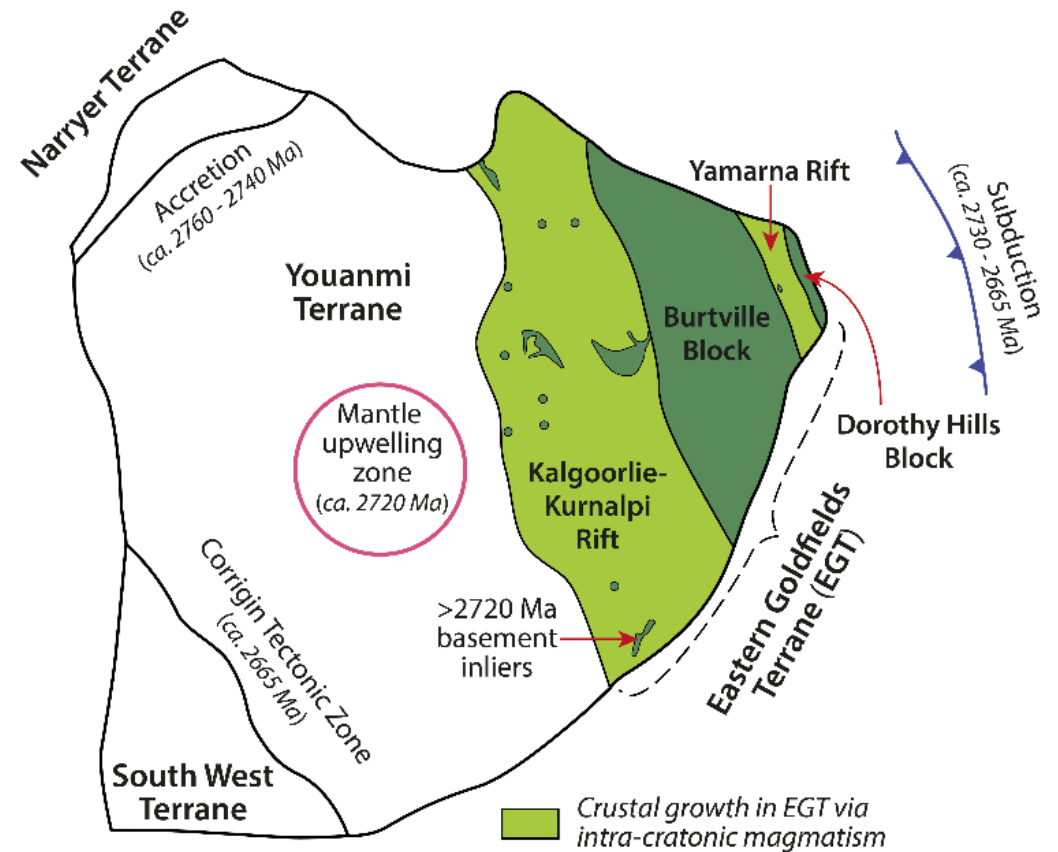 Narryer Terrane
Accretion
(ca. 2760 - 2740 Ma)
Youanmi
Terrane
Mantle
upwelling
zone
(ca. 2720 Ma)
Corrigin Tectonic Zone
(ca. 2665 Ma)
South West
Terrane
Kalgoorlie-
Kurnalpi
Rift
>2720 Ma
basement
inliers
Burtville
Block
Yamarna Rift
Dorothy Hills
Block
Subduction
(ca. 2730 - 2665 Ma)
Eastern Goldfields
Terrane (EGT)
Crustal growth in EGT via
intra-cratonic magmatism